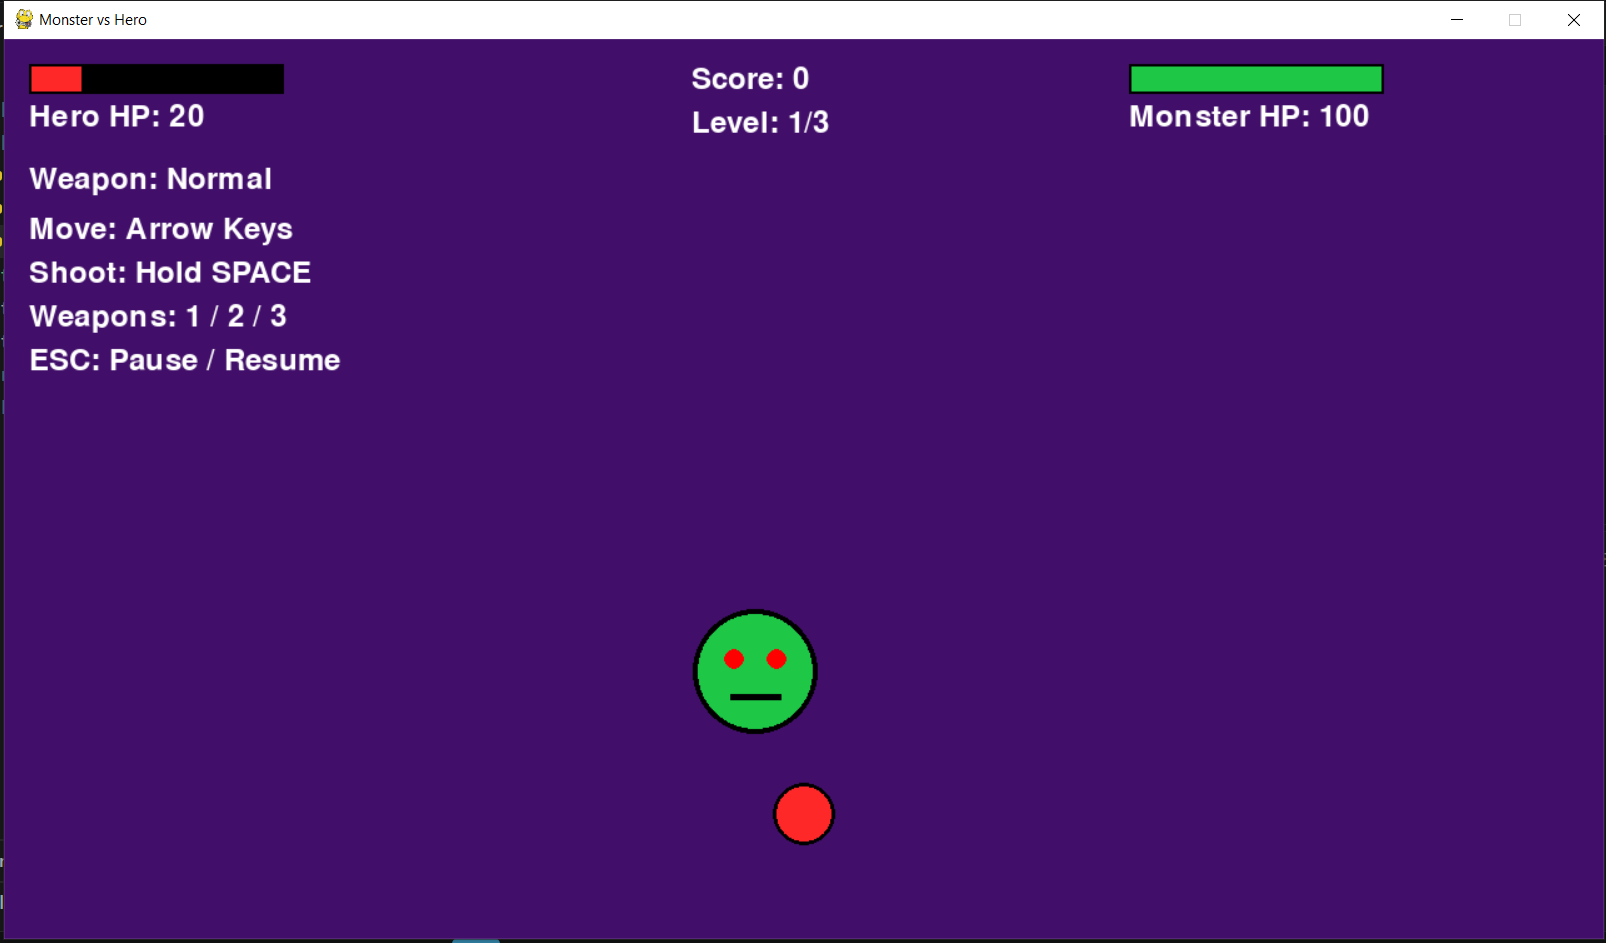 Monster vs Hero
Hero HP: 20
Score: 0
Level: 1/3
Monster HP: 100
Weapon: Normal
Move: Arrow Keys
Shoot: Hold SPACE
Weapons: 1 / 2 / 3
ESC: Pause / Resume